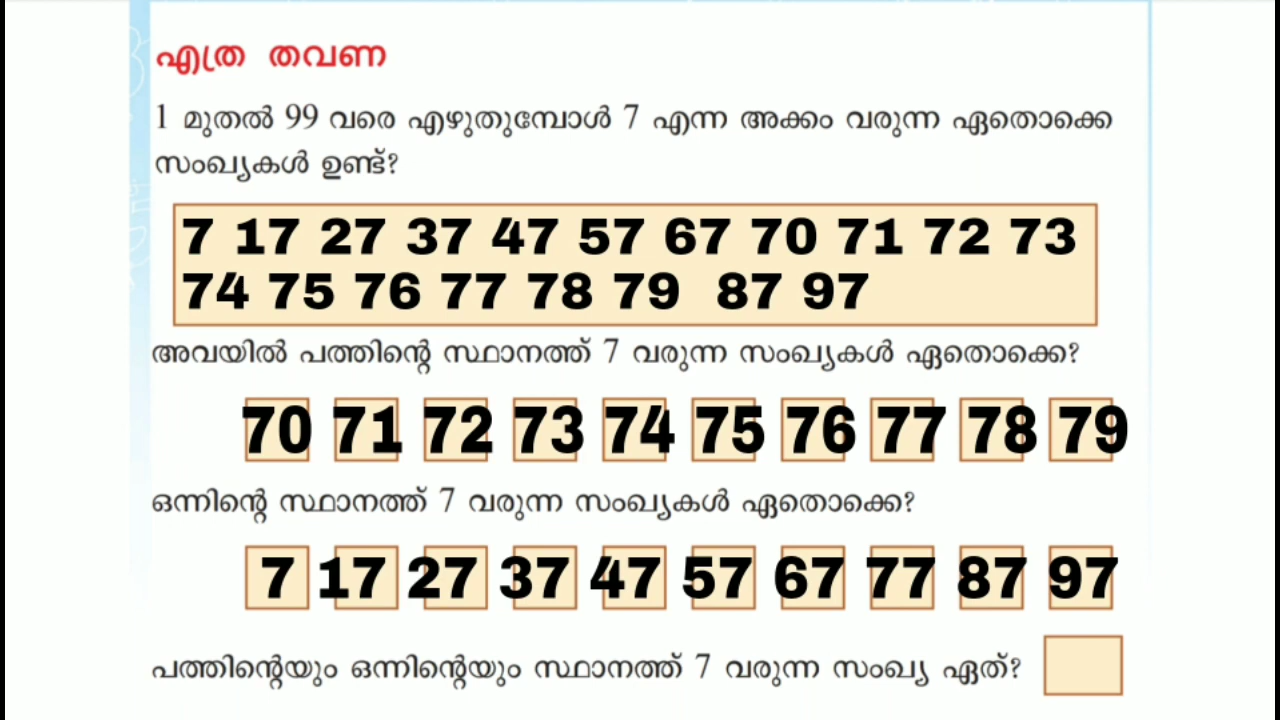 എത്ര തവണ
1 മുതൽ 99 വരെ എഴുതുമ്പോൾ 7 എന്ന അക്കം വരുന്ന ഏതൊക്കെ
സംഖ്യകൾ ഉണ്ട്?
7 17 27 37 47 57 67 70 71 72 73
74 75 76 77 78 79 87 97
അവയിൽ പത്തിന്റെ സ്ഥാനത്ത് 7 വരുന്ന സംഖ്യകൾ ഏതൊക്കെ?
70 71 72 73 74 75 76 77 78 79
ഒന്നിന്റെ സ്ഥാനത്ത് 7 വരുന്ന സംഖ്യകൾ ഏതൊക്കെ?
7 17 27 37 47 57 67 77 87 97
പത്തിന്റെയും ഒന്നിന്റെയും സ്ഥാനത്ത് 7 വരുന്ന സംഖ്യ ഏത്?